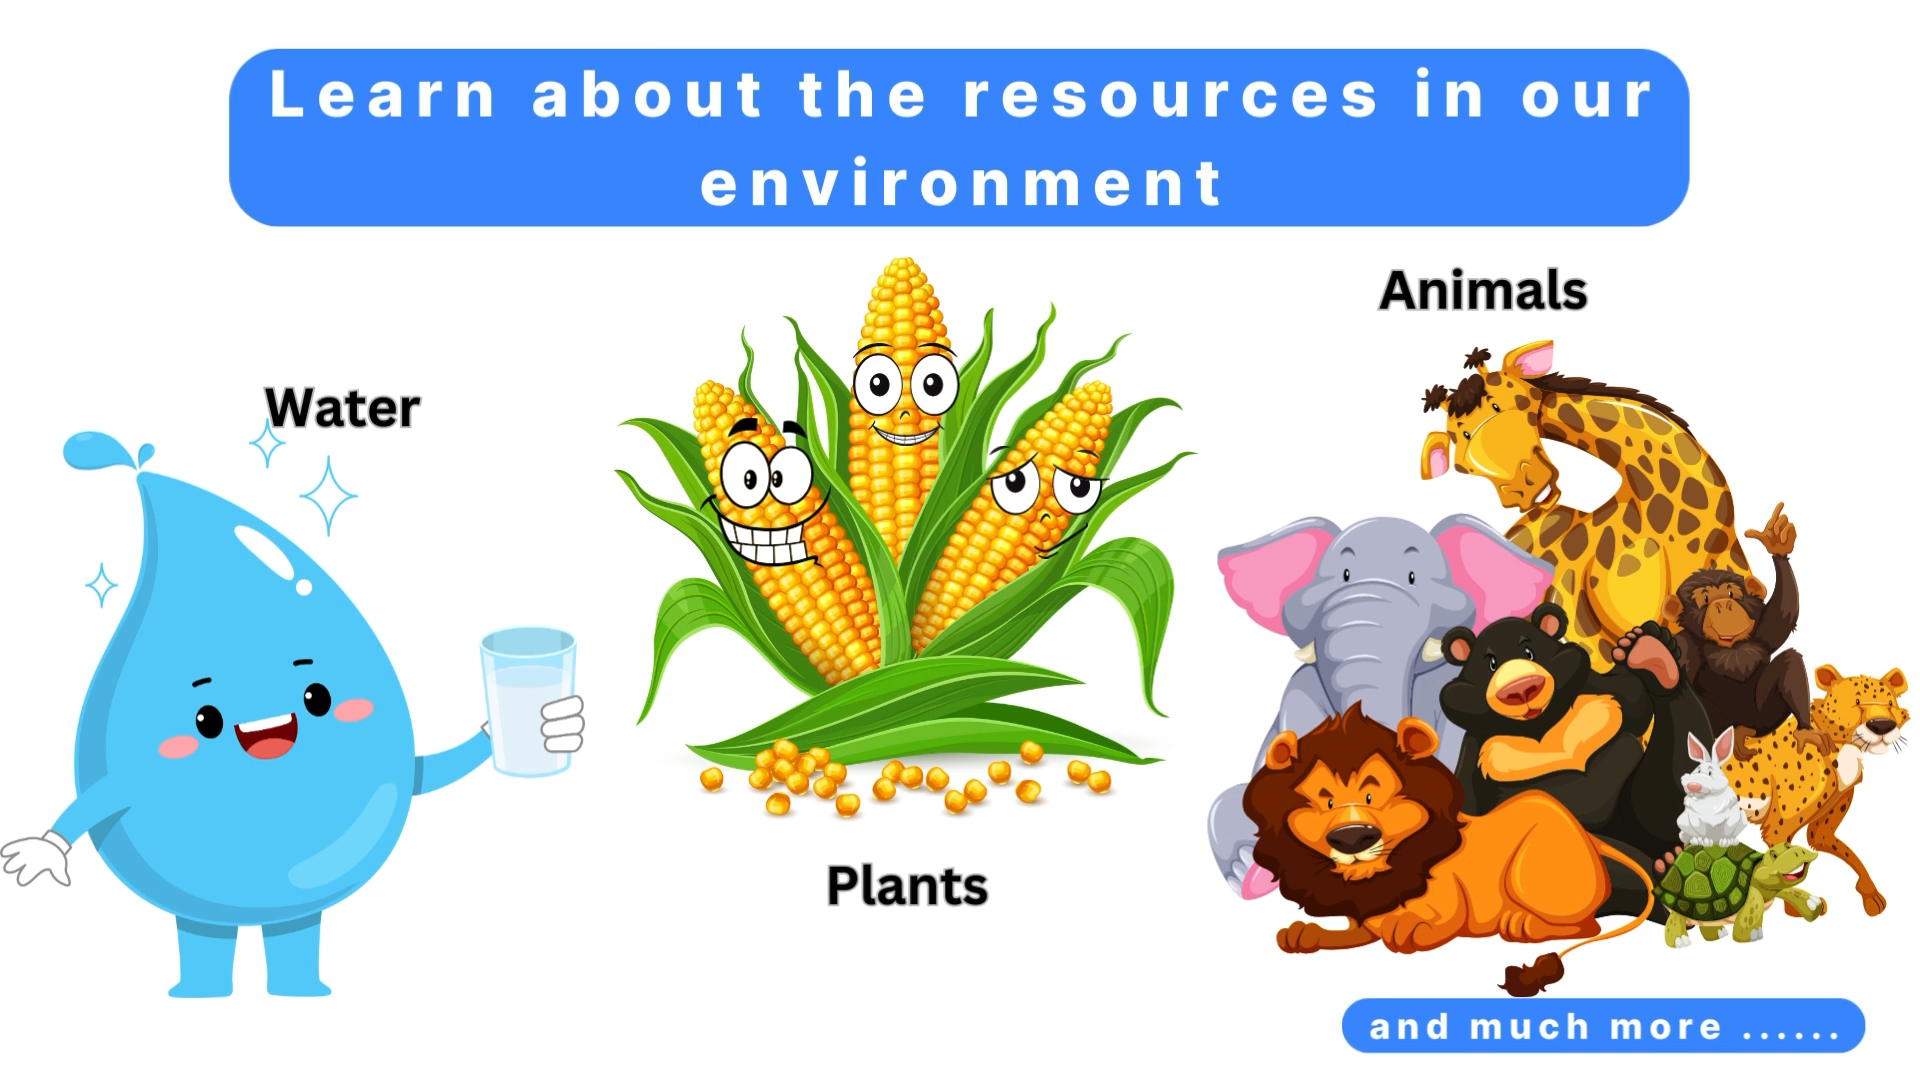 Learn about the resources in our
environment
Water
Animals
Plants
and much more ......